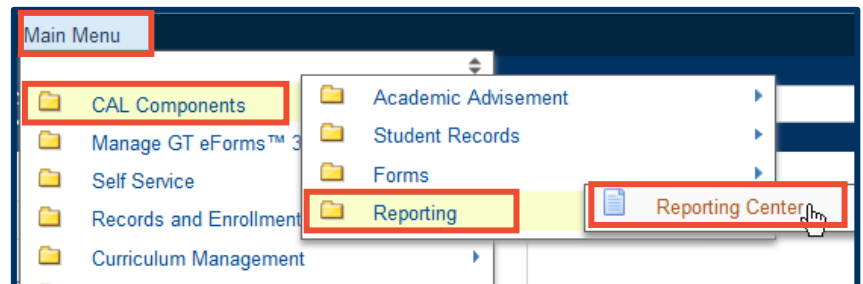 Main Menu
CAL Components
Manage GT eForms™ 3
Self Service
Records and Enrollment
Curriculum Management
Academic Advisement
Student Records
Forms
Reporting
Reporting Center